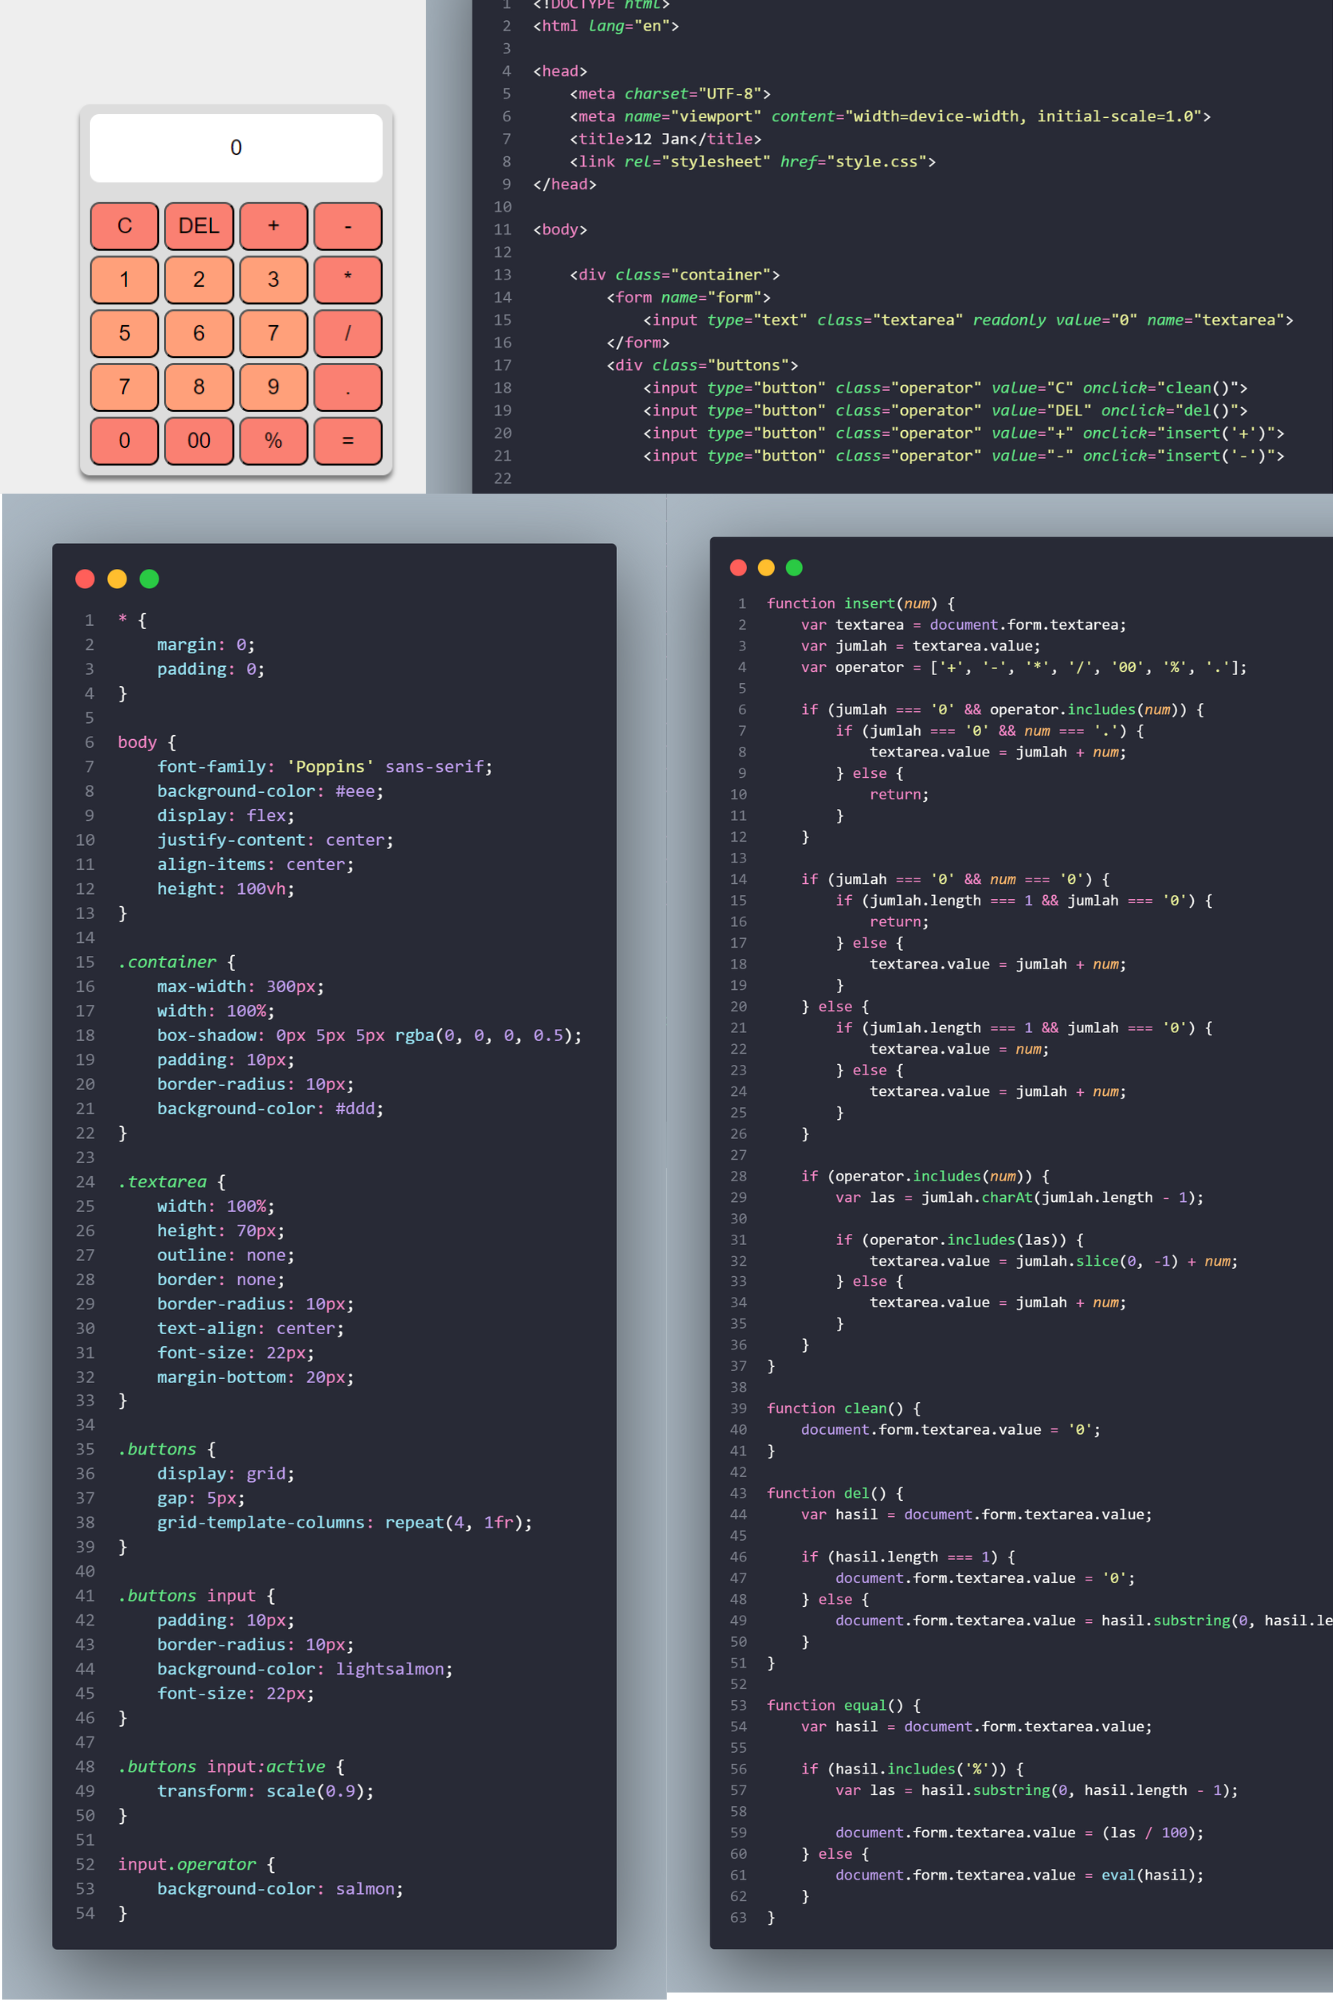 0
C DEL + -
1 2 3 *
5 6 7 /
7 8 9 .
0 00 % =
1 <!DOCTYPE html>
2 <html lang="en">
3
4 <head>
5     <meta charset="UTF-8">
6     <meta name="viewport" content="width=device-width, initial-scale=1.0">
7     <title>12 Jan</title>
8     <link rel="stylesheet" href="style.css">
9 </head>
10
11 <body>
12
13     <div class="container">
14         <form name="form">
15             <input type="text" class="textarea" readonly value="0" name="textarea">
16         </form>
17         <div class="buttons">
18             <input type="button" class="operator" value="C" onclick="clean()">
19             <input type="button" class="operator" value="DEL" onclick="del()">
20             <input type="button" class="operator" value="+" onclick="insert('+')">
21             <input type="button" class="operator" value="-" onclick="insert('-')">
22
1 * {
2     margin: 0;
3     padding: 0;
4 }
5
6 body {
7     font-family: 'Poppins' sans-serif;
8     background-color: #eee;
9     display: flex;
10     justify-content: center;
11     align-items: center;
12     height: 100vh;
13 }
14
15 .container {
16     max-width: 300px;
17     width: 100%;
18     box-shadow: 0px 5px 5px rgba(0, 0, 0, 0.5);
19     padding: 10px;
20     border-radius: 10px;
21     background-color: #ddd;
22 }
23
24 .textarea {
25     width: 100%;
26     height: 70px;
27     outline: none;
28     border: none;
29     border-radius: 10px;
30     text-align: center;
31     font-size: 22px;
32     margin-bottom: 20px;
33 }
34
35 .buttons {
36     display: grid;
37     gap: 5px;
38     grid-template-columns: repeat(4, 1fr);
39 }
40
41 .buttons input {
42     padding: 10px;
43     border-radius: 10px;
44     background-color: lightsalmon;
45     font-size: 22px;
46 }
47
48 .buttons input:active {
49     transform: scale(0.9);
50 }
51
52 input.operator {
53     background-color: salmon;
54 }
1 function insert(num) {
2     var textarea = document.form.textarea;
3     var jumlah = textarea.value;
4     var operator = ['+', '-', '*', '/', '00', '%', '.'];
5
6     if (jumlah === '0' && operator.includes(num)) {
7         if (jumlah === '0' && num === '.') {
8             textarea.value = jumlah + num;
9         } else {
10             return;
11         }
12     }
13
14     if (jumlah === '0' && num === '0') {
15         if (jumlah.length === 1 && jumlah === '0') {
16             return;
17         } else {
18             textarea.value = jumlah + num;
19         }
20     } else {
21         if (jumlah.length === 1 && jumlah === '0') {
22             textarea.value = num;
23         } else {
24             textarea.value = jumlah + num;
25         }
26     }
27
28     if (operator.includes(num)) {
29         var las = jumlah.charAt(jumlah.length - 1);
30
31         if (operator.includes(las)) {
32             textarea.value = jumlah.slice(0, -1) + num;
33         } else {
34             textarea.value = jumlah + num;
35         }
36     }
37 }
38
39 function clean() {
40     document.form.textarea.value = '0';
41 }
42
43 function del() {
44     var hasil = document.form.textarea.value;
45
46     if (hasil.length === 1) {
47         document.form.textarea.value = '0';
48     } else {
49         document.form.textarea.value = hasil.substring(0, hasil.le
50     }
51 }
52
53 function equal() {
54     var hasil = document.form.textarea.value;
55
56     if (hasil.includes('%')) {
57         var las = hasil.substring(0, hasil.length - 1);
58
59         document.form.textarea.value = (las / 100);
60     } else {
61         document.form.textarea.value = eval(hasil);
62     }
63 }